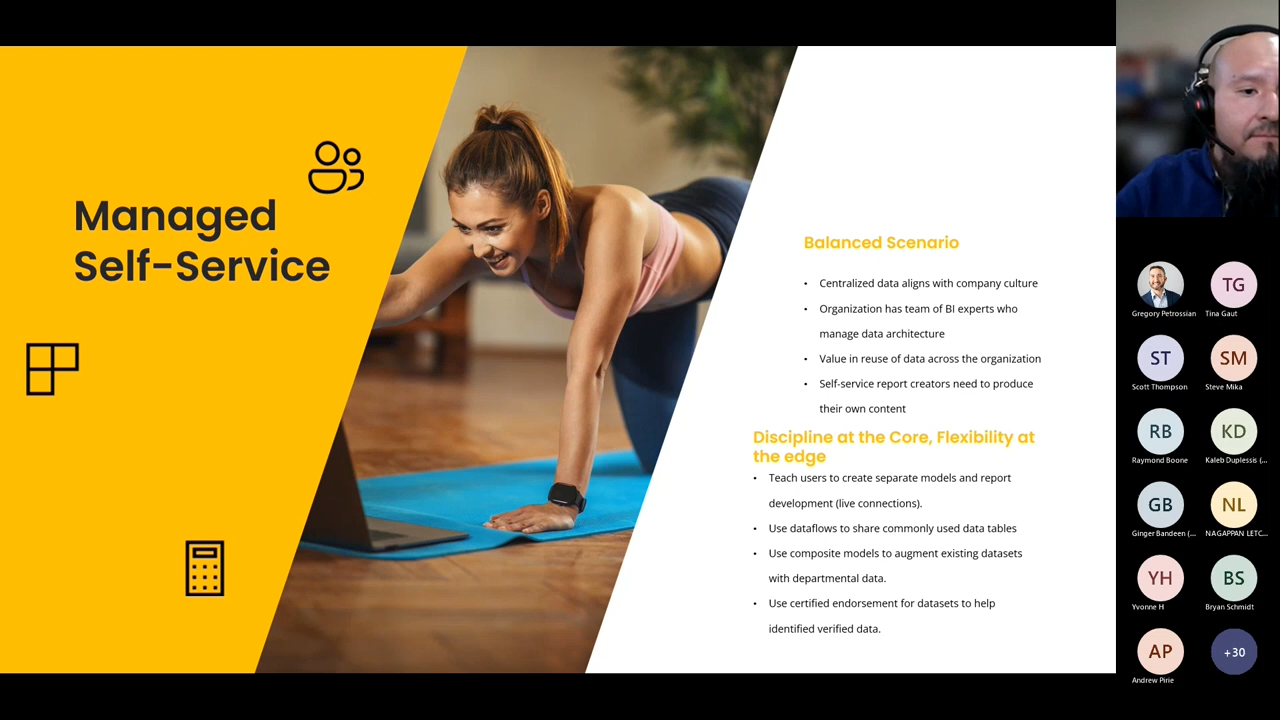 Managed
Self-Service
Balanced Scenario
• Centralized data aligns with company culture
• Organization has team of BI experts who
manage data architecture
• Value in reuse of data across the organization
• Self-service report creators need to produce
their own content
Discipline at the Core, Flexibility at
the edge
• Teach users to create separate models and report
development (live connections).
• Use dataflows to share commonly used data tables
• Use composite models to augment existing datasets
with departmental data.
• Use certified endorsement for datasets to help
identified verified data.
Gregory Petrossian
TG
Tina Gaut
ST
Scott Thompson
SM
Steve Mika
RB
Raymond Boone
KD
Kaleb Duplessis (...
GB
Ginger Bandeen (...
NL
NAGAPPAN LETC...
YH
Yvonne H
BS
Bryan Schmidt
AP
Andrew Pirie
+30